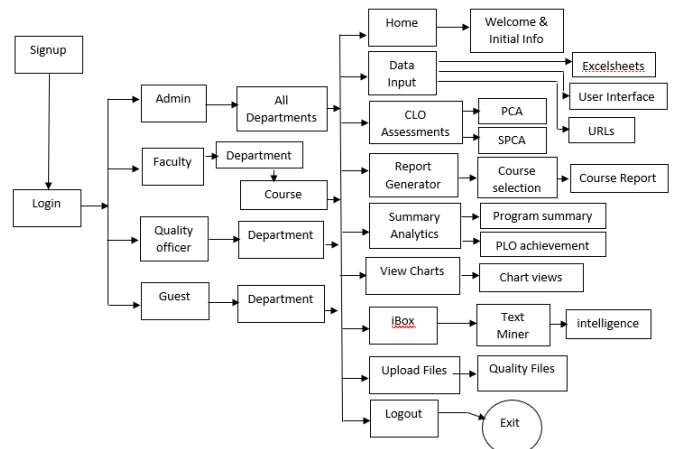 Signup
Login
Admin
All
Departments
Faculty
Department
Course
Quality
officer
Department
Guest
Department
Home
Welcome &
Initial Info
Data
Input
Excelsheets
User Interface
URLs
CLO
Assessments
PCA
SPCA
Report
Generator
Course
selection
Course Report
Summary
Analytics
Program summary
PLO achievement
View Charts
Chart views
iBox
Text
Miner
intelligence
Upload Files
Quality Files
Logout
Exit